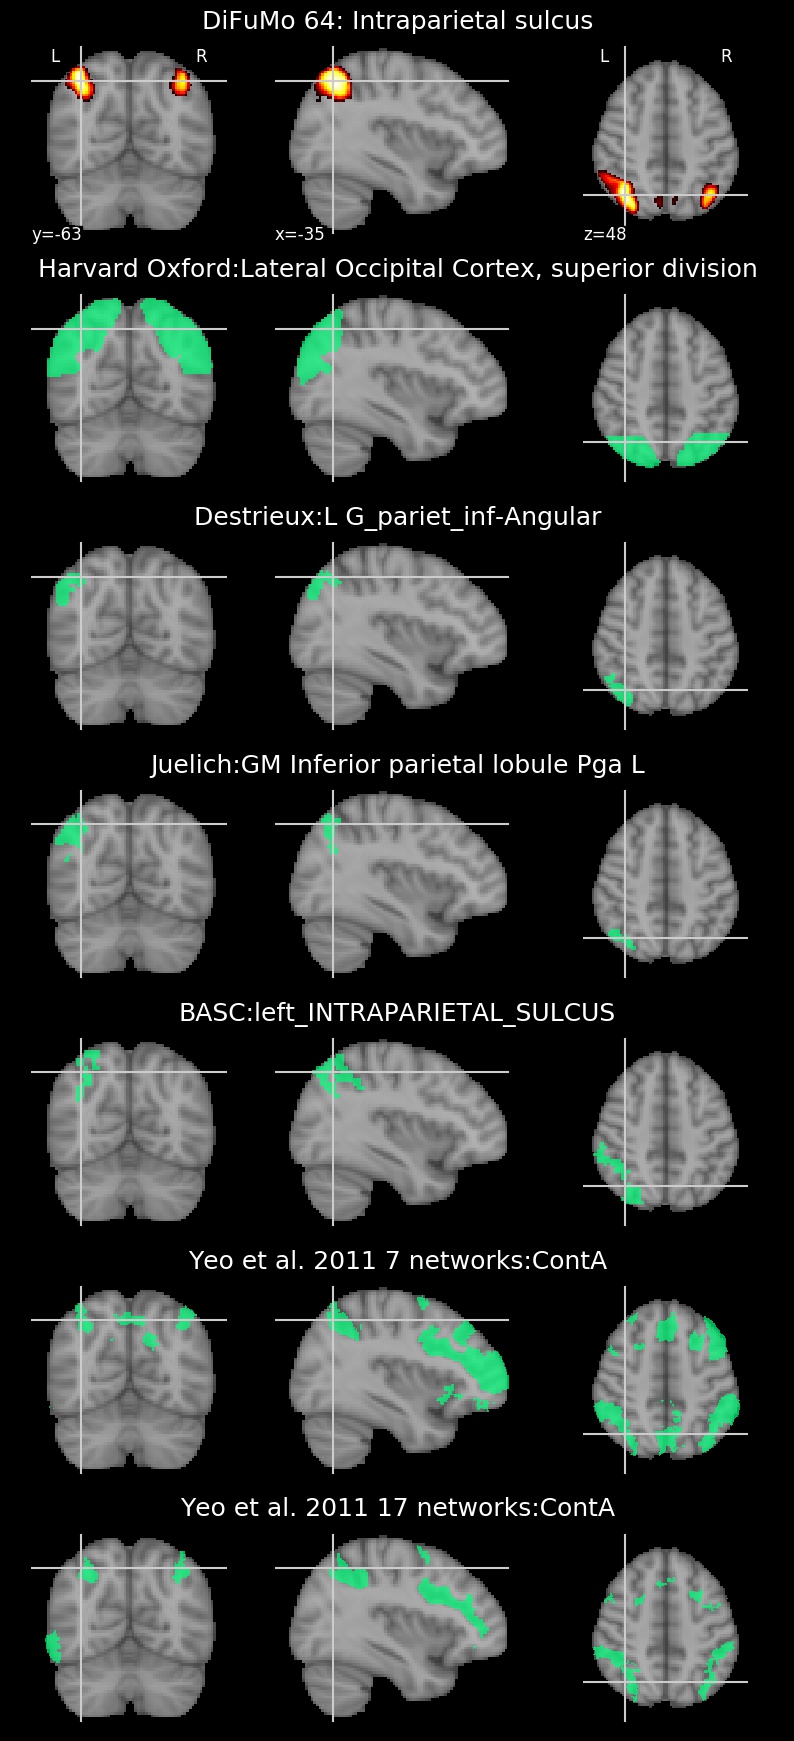 DiFuMo 64: Intraparietal sulcus
L R L R
y=-63 x=-35 z=48
Harvard Oxford:Lateral Occipital Cortex, superior division
Destrieux:L G_pariet_inf-Angular
Juelich:GM Inferior parietal lobule Pga L
BASC:left_INTRAPARIETAL_SULCUS
Yeo et al. 2011 7 networks:ContA
Yeo et al. 2011 17 networks:ContA